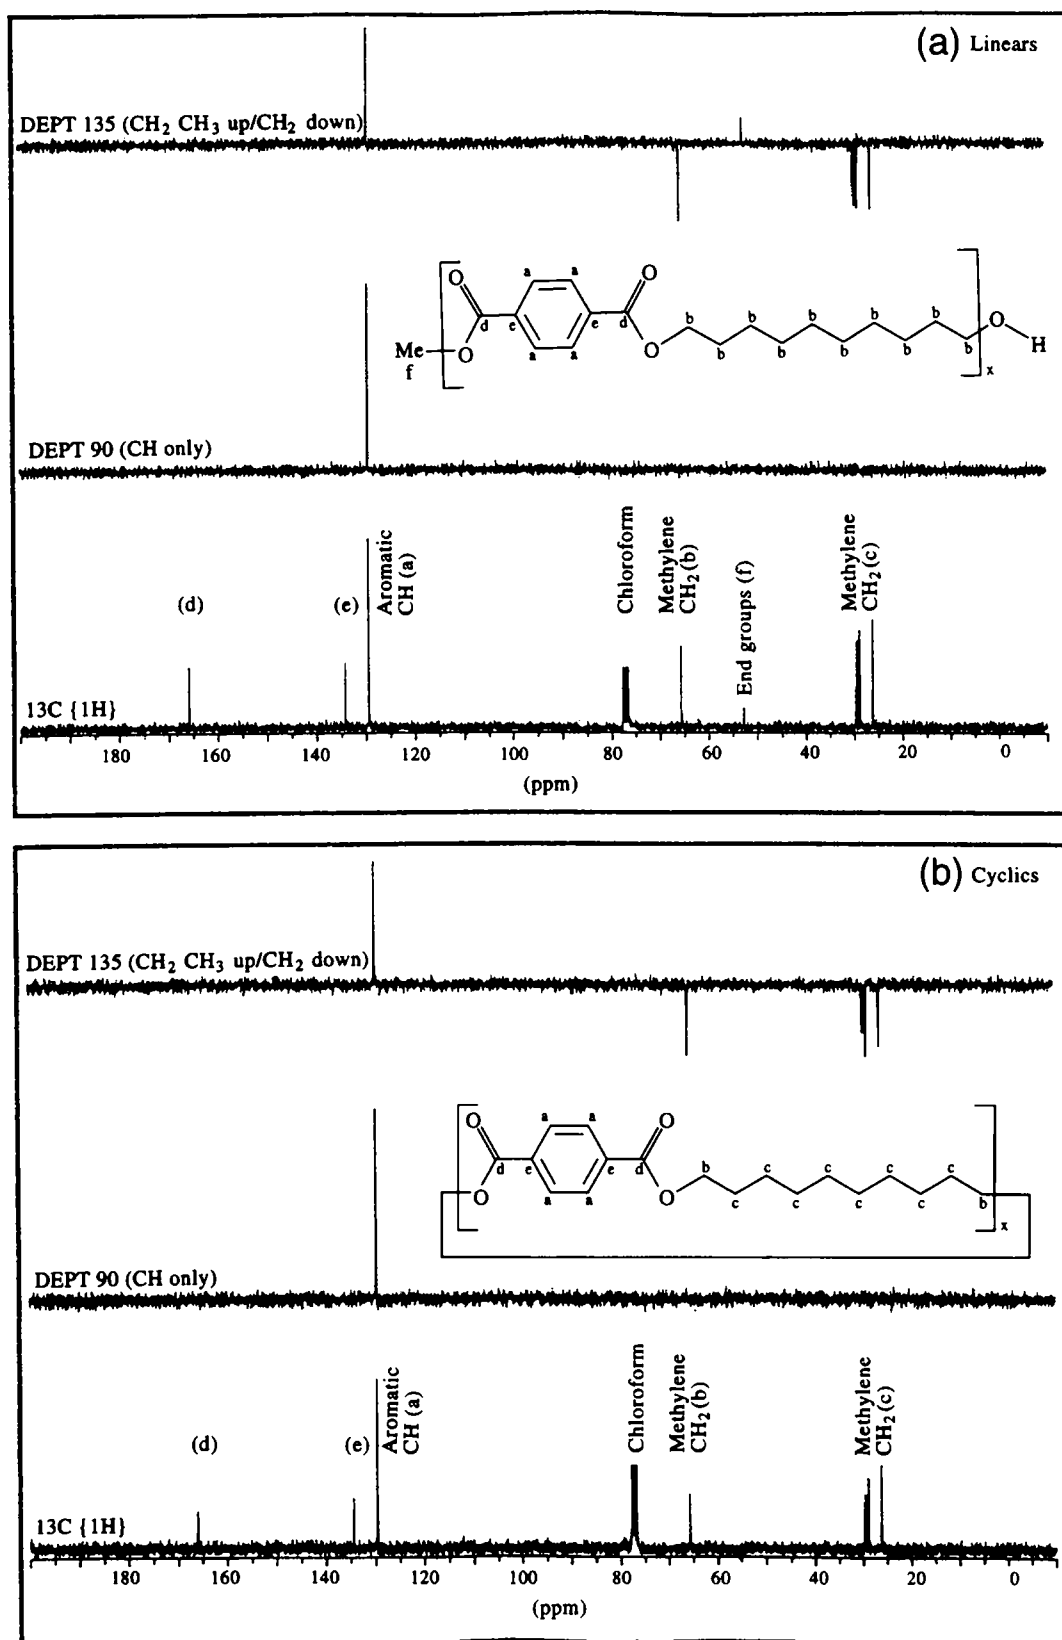 (a) Linears
DEPT 135 (CH2 CH3 up/CH2 down)
a a
O O
d e e d
b b b b b
O H
Me O a a O b b b b b
f x
DEPT 90 (CH only)
Aromatic
CH (a)
Chloroform
Methylene
CH2 (b)
End groups (f)
Methylene
CH2 (c)
(d) (e)
13C {1H}
180 160 140 120 100 80 60 40 20 0
(ppm)
(b) Cyclics
DEPT 135 (CH2 CH3 up/CH2 down)
a a
O O
d e e d
b c c c c
O a a O c c c c b
x
DEPT 90 (CH only)
Aromatic
CH (a)
Chloroform
Methylene
CH2 (b)
Methylene
CH2 (c)
(d) (e)
13C {1H}
180 160 140 120 100 80 60 40 20 0
(ppm)